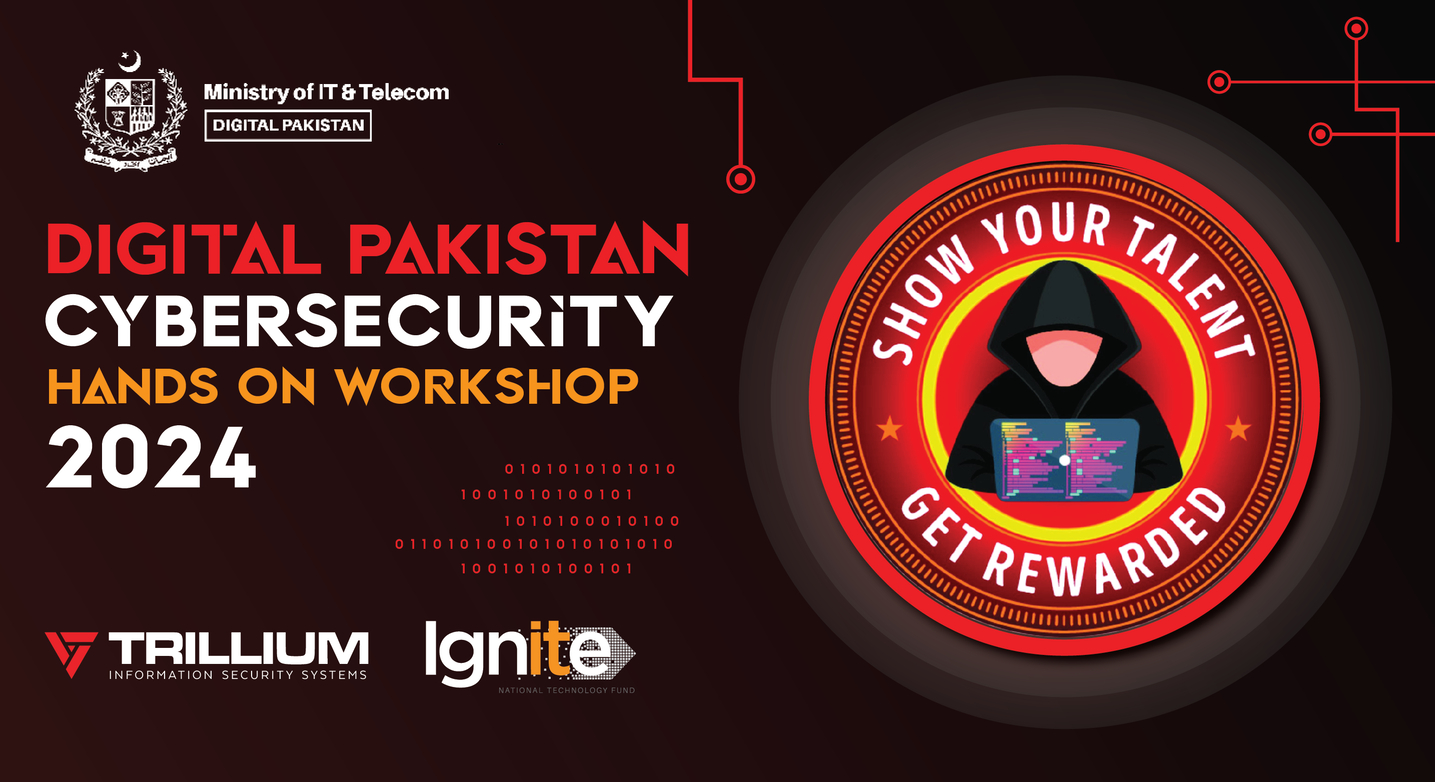 Ministry of IT & Telecom
DIGITAL PAKISTAN
DIGITAL PAKISTAN
CYBERSECURITY
HANDS ON WORKSHOP
2024
0101010101010
1001010100101
1010100010100
011010100101010101010
1001010100101
TRILLIUM
INFORMATION SECURITY SYSTEMS
Ignite
NATIONAL TECHNOLOGY FUND
SHOW YOUR TALENT
GET REWARDED